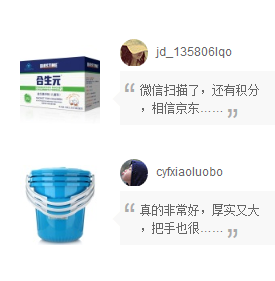 合生元
jd_135806lqo
微信扫描了，还有积分
，相信京东......
cyfxiaoluobo
真的非常好，厚实又大
，把手也很......